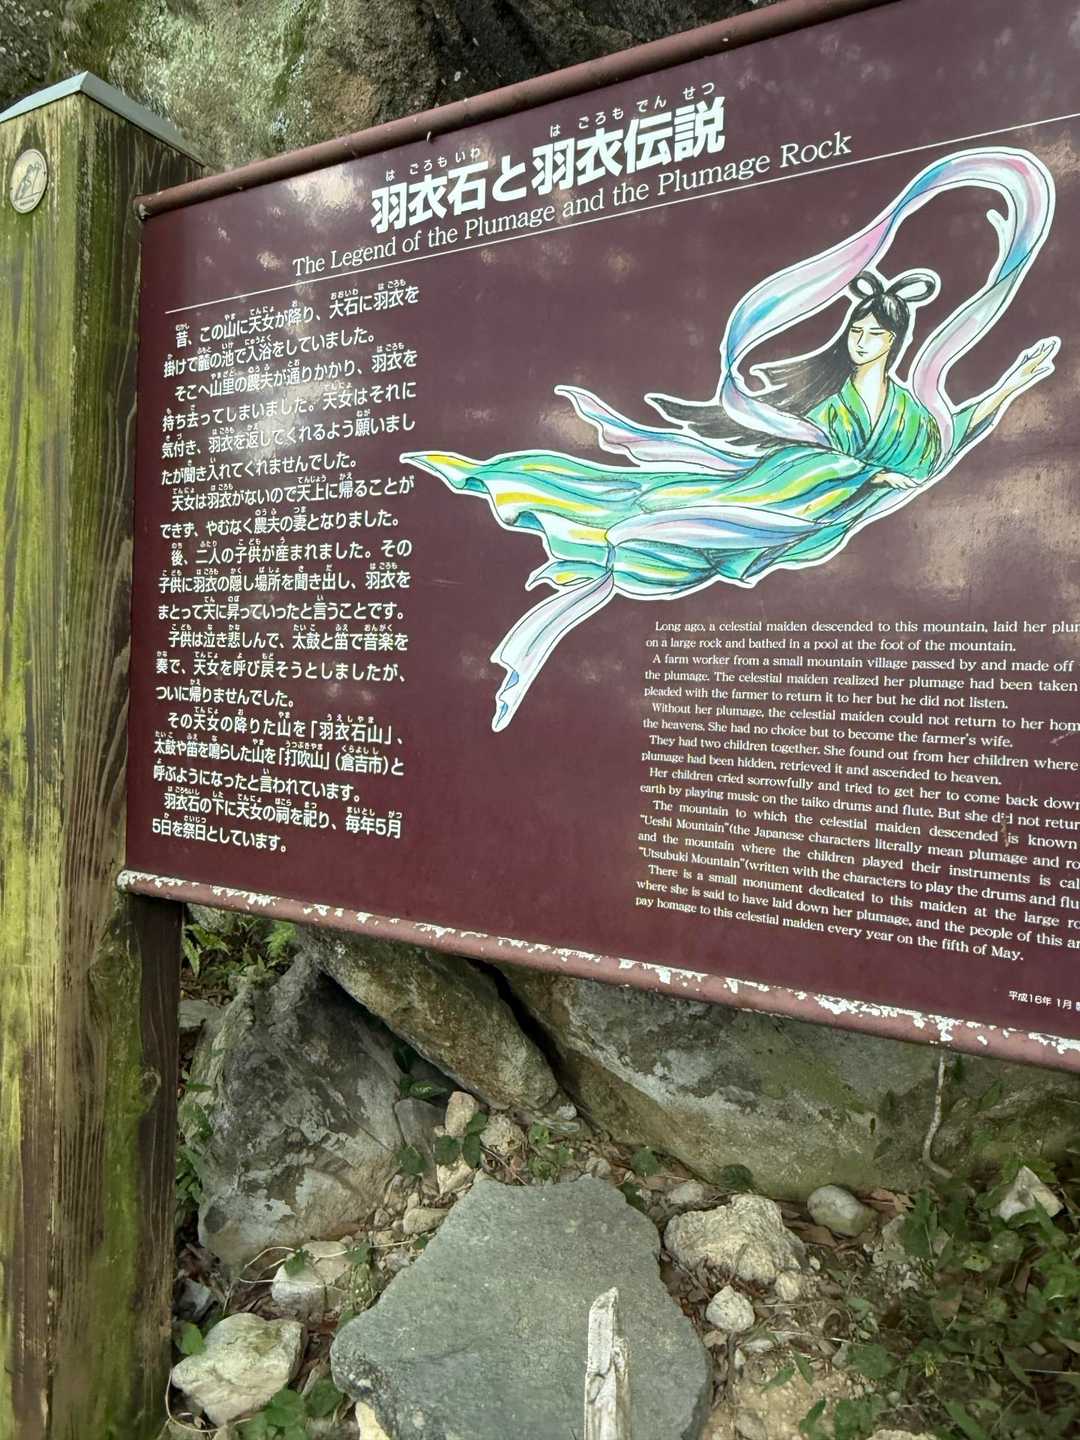 羽衣石と羽衣伝説
The Legend of the Plumage and the Plumage Rock
昔、この山に天女が降り、大石に羽衣を
掛けて麓の池で入浴をしていました。
そこへ山里の農夫が通りかかり、羽衣を
持ち去ってしまいました。天女はそれに
気付き、羽衣を返してくれるよう願いまし
たが聞き入れてくれませんでした。
天女は羽衣がないので天上に帰ることが
できず、やむなく農夫の妻となりました。
後、二人の子供が産まれました。その
子供に羽衣の隠し場所を聞き出し、羽衣を
まとって天に昇っていったと言うことです。
子供は泣き悲しんで、太鼓と笛で音楽を
奏で、天女を呼び戻そうとしましたが、
ついに帰りませんでした。
その天女の降りた山を「羽衣石山」、
太鼓や笛を鳴らした山を「打吹山」（倉吉市）と
呼ぶようになったと言われています。
羽衣石の下に天女の祠を祀り、毎年5月
5日を祭日としています。
Long ago, a celestial maiden descended to this mountain, laid her plum
on a large rock and bathed in a pool at the foot of the mountain.
A farm worker from a small mountain village passed by and made off
the plumage. The celestial maiden realized her plumage had been taken
pleaded with the farmer to return it to her but he did not listen.
Without her plumage, the celestial maiden could not return to her hom
the heavens. She had no choice but to become the farmer's wife.
They had two children together. She found out from her children where
plumage had been hidden, retrieved it and ascended to heaven.
Her children cried sorrowfully and tried to get her to come back down
earth by playing music on the taiko drums and flute. But she did not retur
The mountain to which the celestial maiden descended is known
"Ueshi Mountain"(the Japanese characters literally mean plumage and ro
and the mountain where the children played their instruments is cal
"Utsubuki Mountain"(written with the characters to play the drums and flu
There is a small monument dedicated to this maiden at the large ro
where she is said to have laid down her plumage, and the people of this ar
pay homage to this celestial maiden every year on the fifth of May.
平成16年 1月